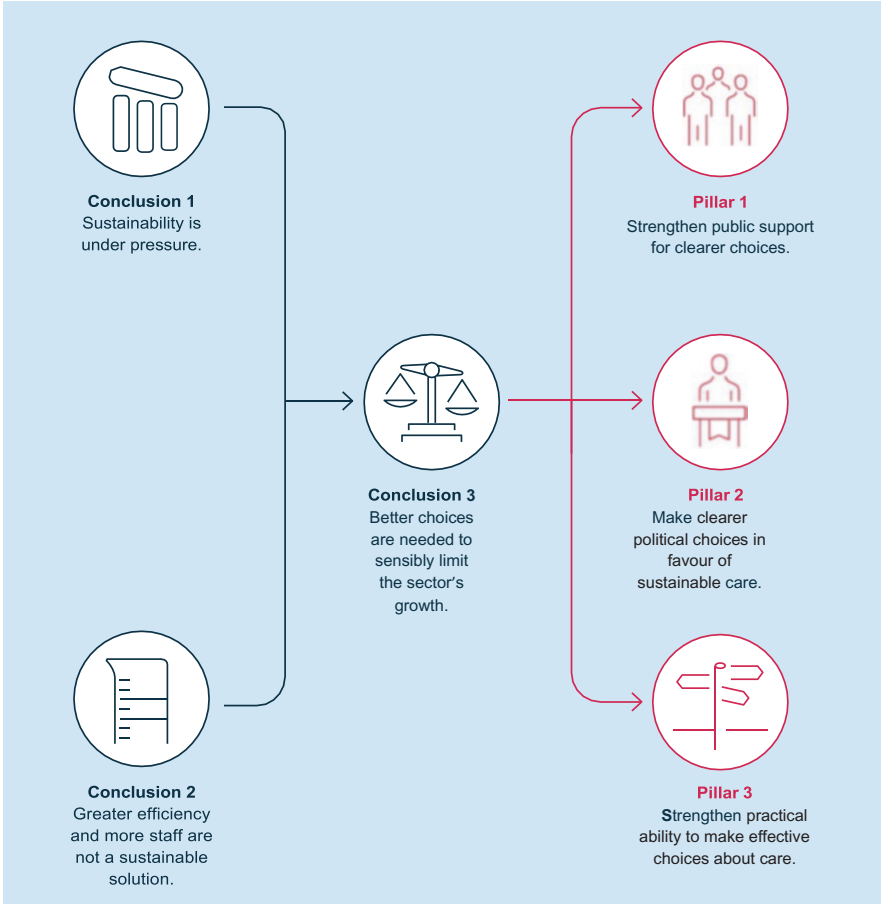 Conclusion 1
Sustainability is
under pressure.
Conclusion 2
Greater efficiency
and more staff are
not a sustainable
solution.
Conclusion 3
Better choices
are needed to
sensibly limit
the sector's
growth.
Pillar 1
Strengthen public support
for clearer choices.
Pillar 2
Make clearer
political choices in
favour of
sustainable care.
Pillar 3
Strengthen practical
ability to make effective
choices about care.